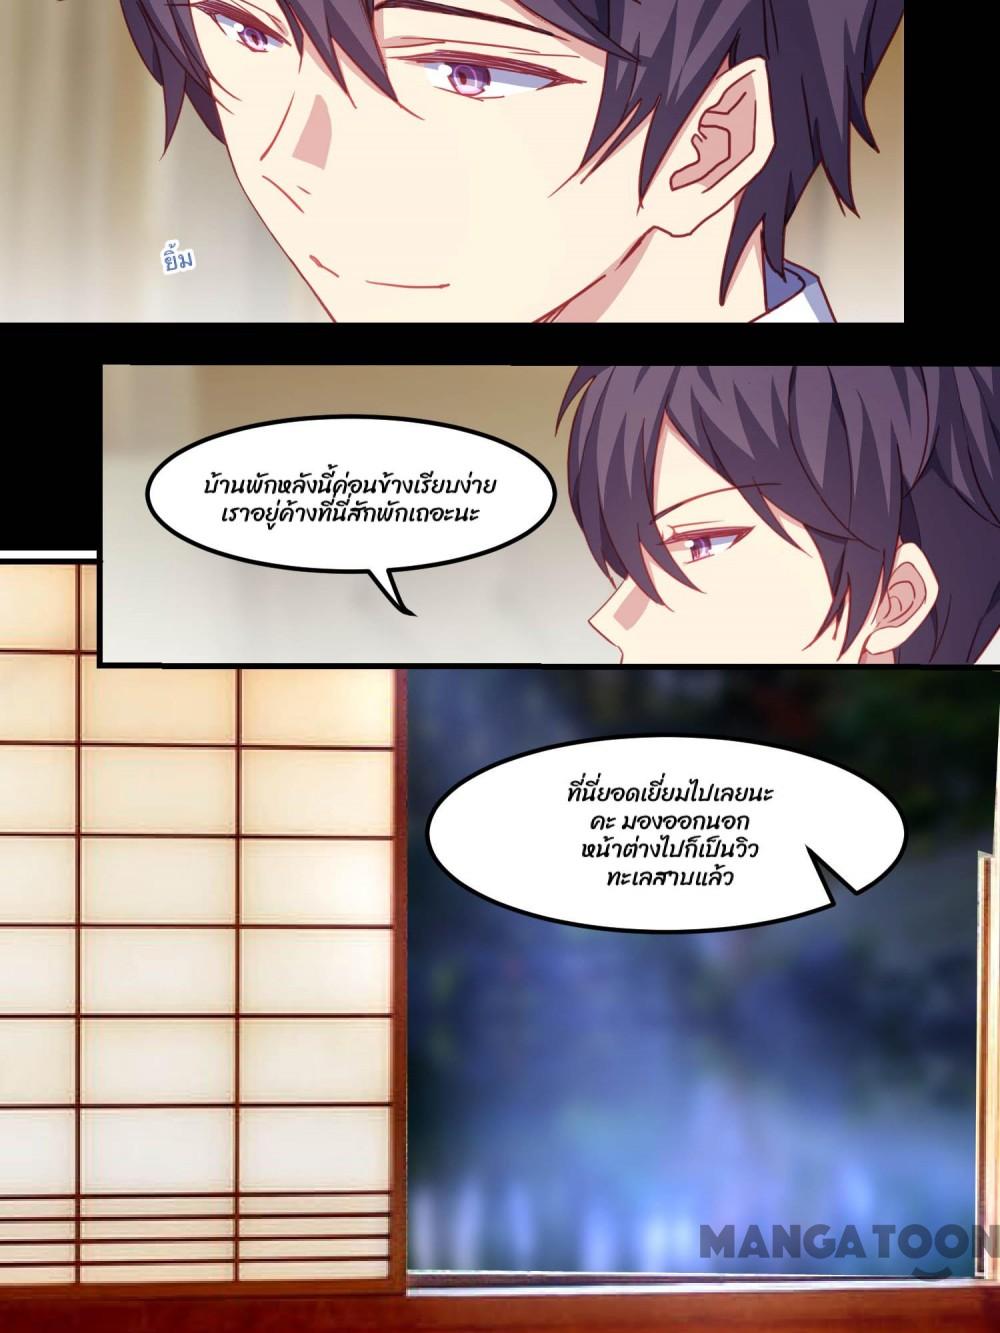 ยิ้ม
บ้านพักหลังนี้ค่อนข้างเรียบง่าย
เราอยู่ค้างที่นี่สักพักเถอะนะ
ที่นี่ยอดเยี่ยมไปเลยนะ
คะ มองออกนอก
หน้าต่างไปก็เป็นวิว
ทะเลสาบแล้ว
MANGATOON